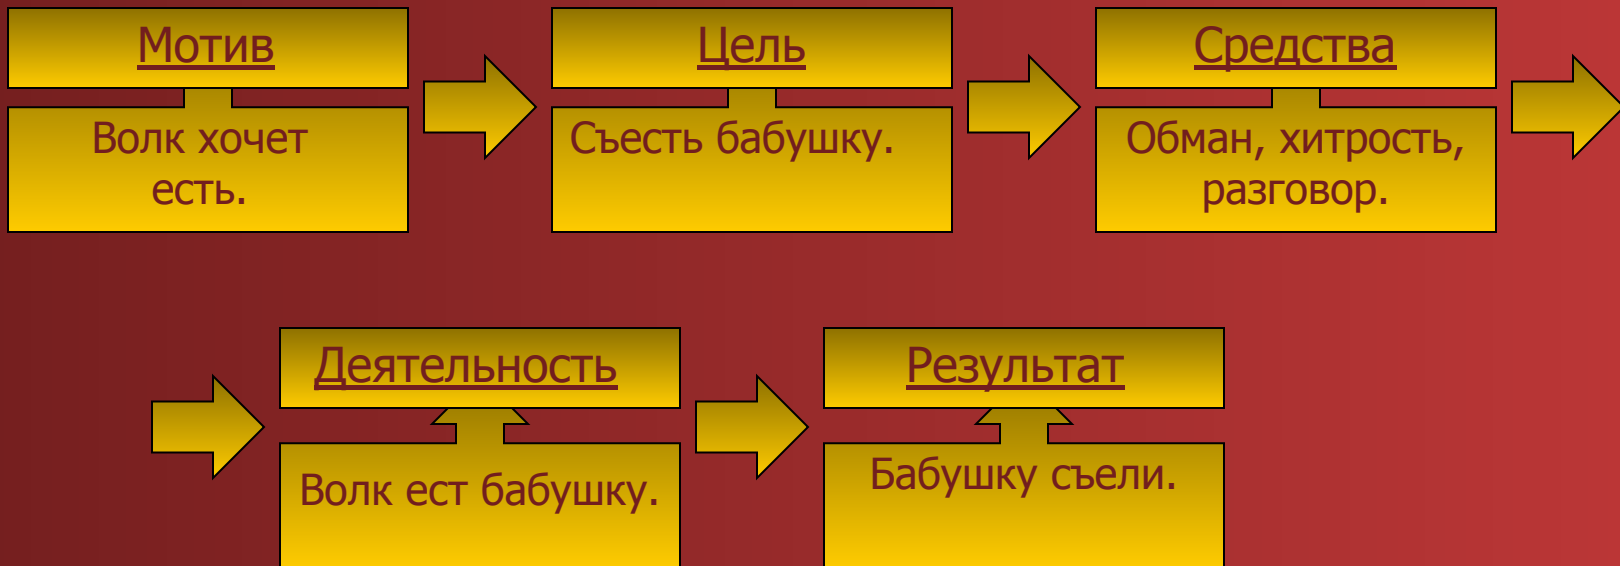 Мотив
Волк хочет
есть.
Цель
Съесть бабушку.
Средства
Обман, хитрость,
разговор.
Деятельность
Волк ест бабушку.
Результат
Бабушку съели.